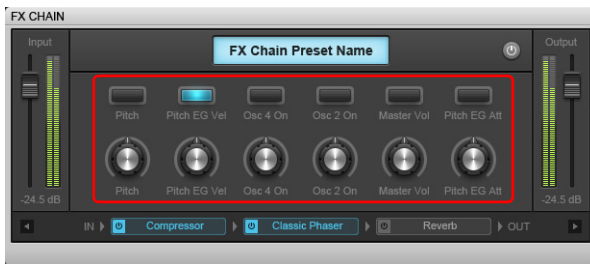 FX CHAIN
Input
FX Chain Preset Name
Output
Pitch Pitch EG Vel Osc 4 On Osc 2 On Master Vol Pitch EG Att
Pitch Pitch EG Vel Osc 4 On Osc 2 On Master Vol Pitch EG Att
-24.5 dB
-24.5 dB
IN Compressor Classic Phaser Reverb OUT